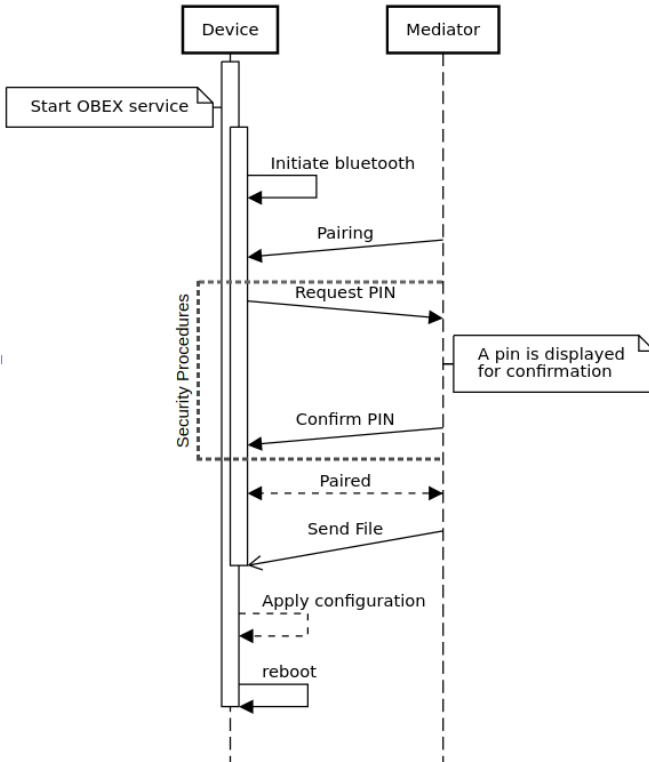 Device
Mediator
Start OBEX service
Initiate bluetooth
Pairing
Security Procedures
Request PIN
A pin is displayed
for confirmation
Confirm PIN
Paired
Send File
Apply configuration
reboot